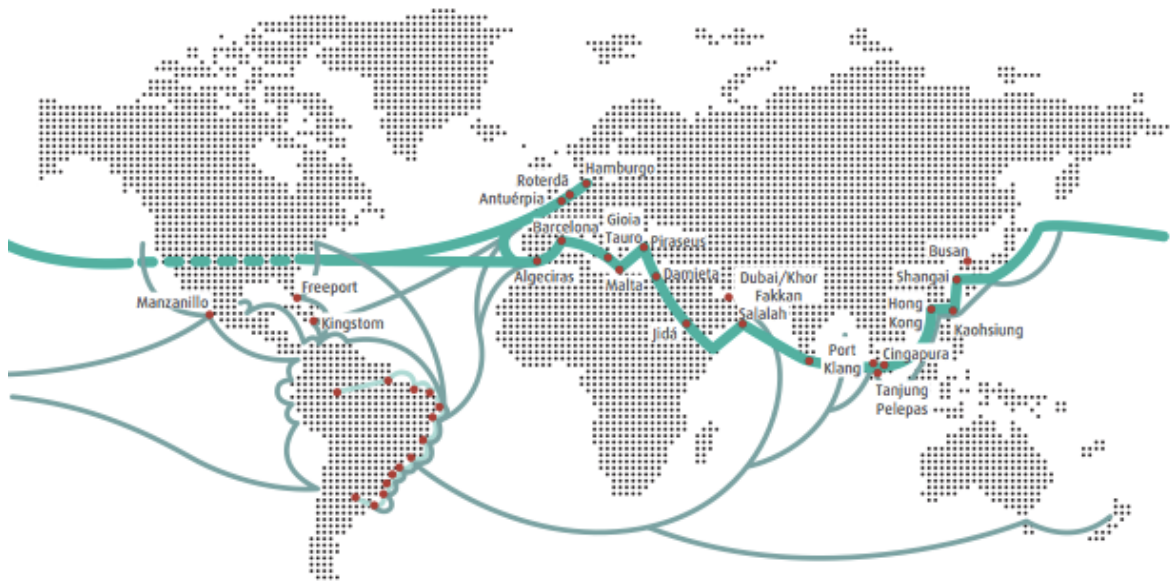 Hamburgo
Roterdã
Antuérpia
Gioia
Tauro
Barcelona
Piraseus
Busan
Algeciras
Malta
Damieta
Dubai/Khor
Fakkan
Salalah
Shangai
Freeport
Manzanillo
Kingstom
Jidá
Hong
Kong
Kaohsiung
Port
Klang
Cingapura
Tanjung
Pelepas